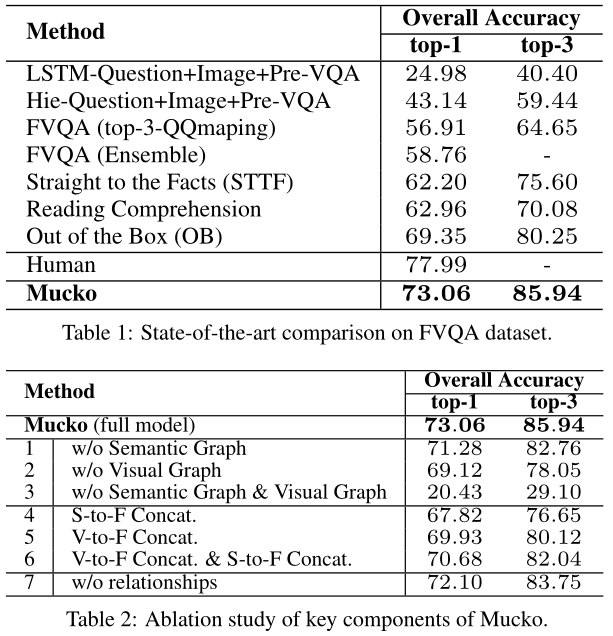 Method Overall Accuracy
top-1 top-3
LSTM-Question+Image+Pre-VQA 24.98 40.40
Hie-Question+Image+Pre-VQA 43.14 59.44
FVQA (top-3-QQmaping) 56.91 64.65
FVQA (Ensemble) 58.76 -
Straight to the Facts (STTF) 62.20 75.60
Reading Comprehension 62.96 70.08
Out of the Box (OB) 69.35 80.25
Human 77.99 -
Mucko 73.06 85.94
Table 1: State-of-the-art comparison on FVQA dataset.
Method Overall Accuracy
top-1 top-3
Mucko (full model) 73.06 85.94
1 w/o Semantic Graph 71.28 82.76
2 w/o Visual Graph 69.12 78.05
3 w/o Semantic Graph & Visual Graph 20.43 29.10
4 S-to-F Concat. 67.82 76.65
5 V-to-F Concat. 69.93 80.12
6 V-to-F Concat. & S-to-F Concat. 70.68 82.04
7 w/o relationships 72.10 83.75
Table 2: Ablation study of key components of Mucko.